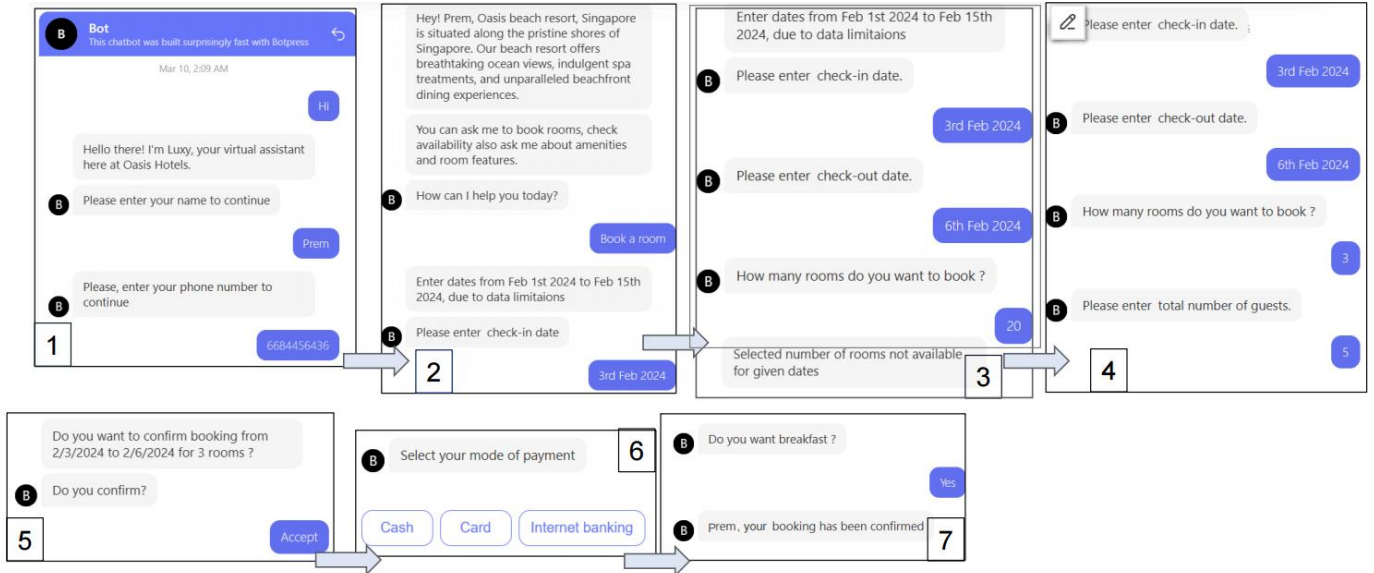 B
Bot
This chatbot was built surprisingly fast with Botpress
Mar 10, 2:09 AM
Hi
Hello there! I'm Luxy, your virtual assistant
here at Oasis Hotels.
B
Please enter your name to continue
Prem
Please, enter your phone number to
continue
B
6684456436
1
Hey! Prem, Oasis beach resort, Singapore
is situated along the pristine shores of
Singapore. Our beach resort offers
breathtaking ocean views, indulgent spa
treatments, and unparalleled beachfront
dining experiences.
You can ask me to book rooms, check
availability also ask me about amenities
and room features.
B
How can I help you today?
Book a room
Enter dates from Feb 1st 2024 to Feb 15th
2024, due to data limitaions
B
Please enter check-in date
3rd Feb 2024
2
Enter dates from Feb 1st 2024 to Feb 15th
2024, due to data limitaions
B
Please enter check-in date.
3rd Feb 2024
B
Please enter check-out date.
6th Feb 2024
B
How many rooms do you want to book ?
20
Selected number of rooms not available
for given dates
3
Please enter check-in date.
3rd Feb 2024
B
Please enter check-out date.
6th Feb 2024
B
How many rooms do you want to book ?
3
B
Please enter total number of guests.
5
4
Do you want to confirm booking from
2/3/2024 to 2/6/2024 for 3 rooms ?
B
Do you confirm?
Accept
5
B
Select your mode of payment
6
Cash
Card
Internet banking
B
Do you want breakfast ?
Yes
B
Prem, your booking has been confirmed
7